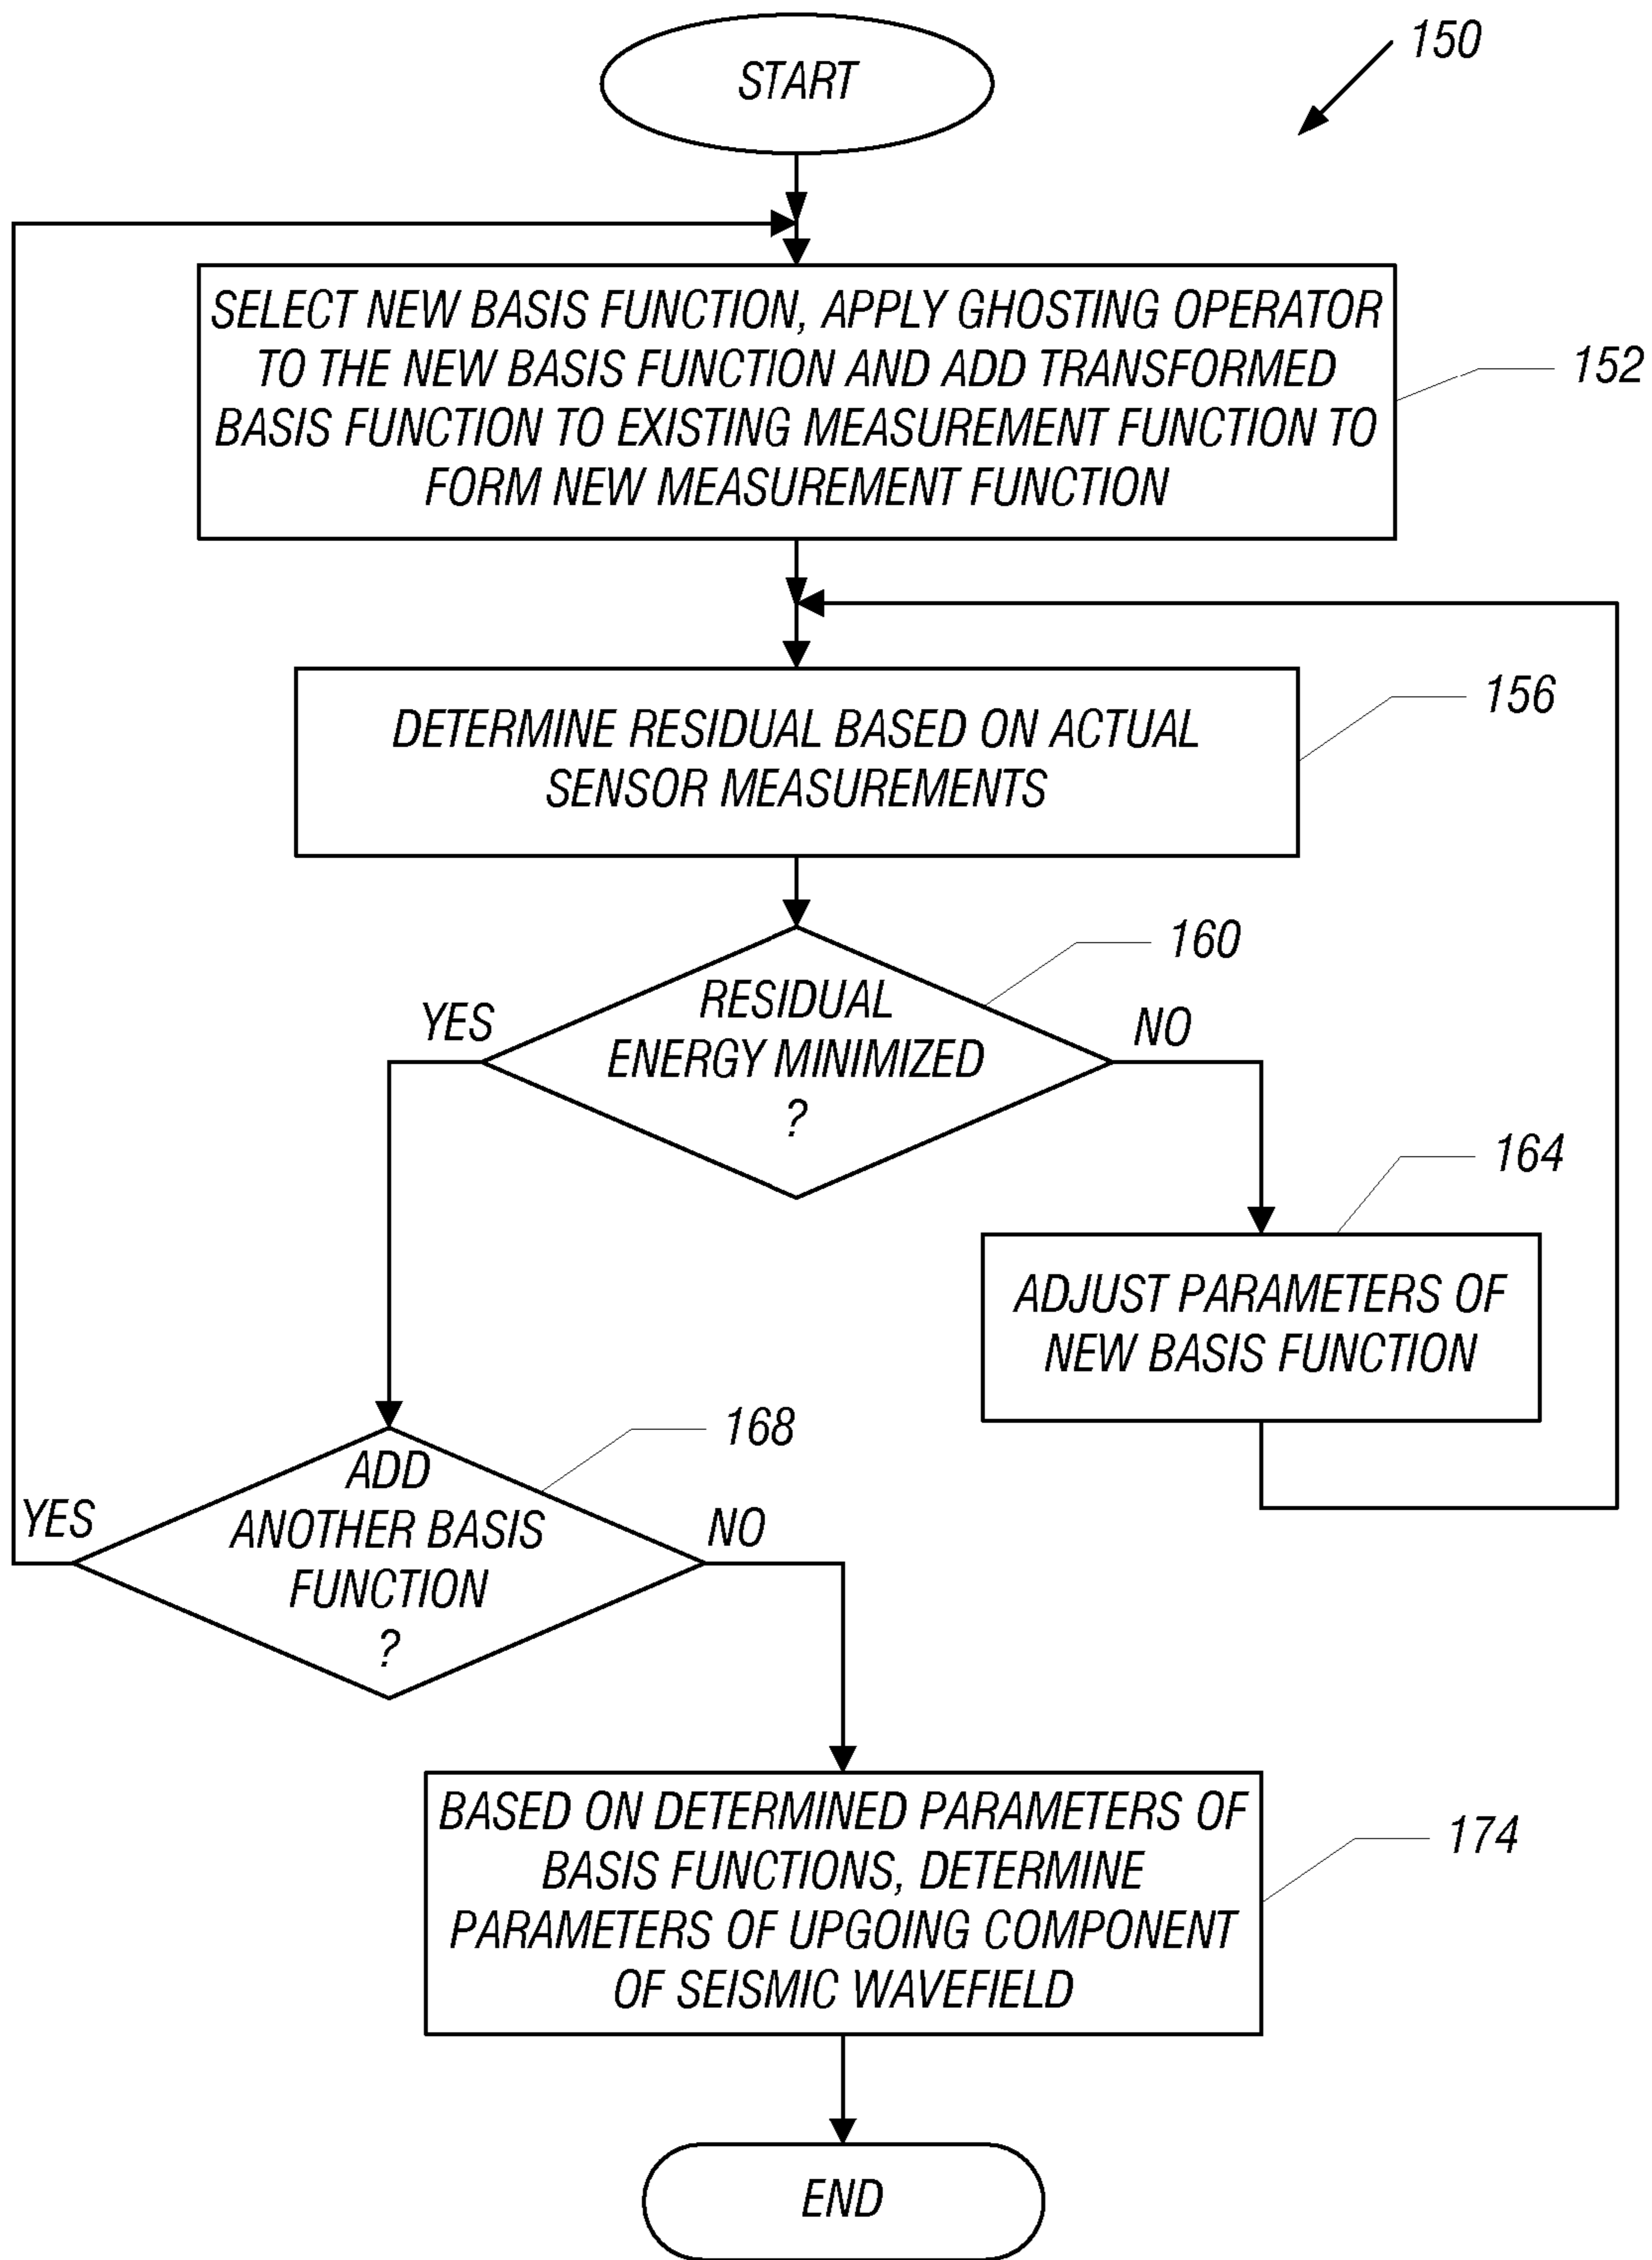 START
150
SELECT NEW BASIS FUNCTION, APPLY GHOSTING OPERATOR
TO THE NEW BASIS FUNCTION AND ADD TRANSFORMED
BASIS FUNCTION TO EXISTING MEASUREMENT FUNCTION TO
FORM NEW MEASUREMENT FUNCTION
152
DETERMINE RESIDUAL BASED ON ACTUAL
SENSOR MEASUREMENTS
156
160
RESIDUAL
ENERGY MINIMIZED
?
YES
NO
164
ADJUST PARAMETERS OF
NEW BASIS FUNCTION
168
ADD
ANOTHER BASIS
FUNCTION
?
YES
NO
BASED ON DETERMINED PARAMETERS OF
BASIS FUNCTIONS, DETERMINE
PARAMETERS OF UPGOING COMPONENT
OF SEISMIC WAVEFIELD
174
END